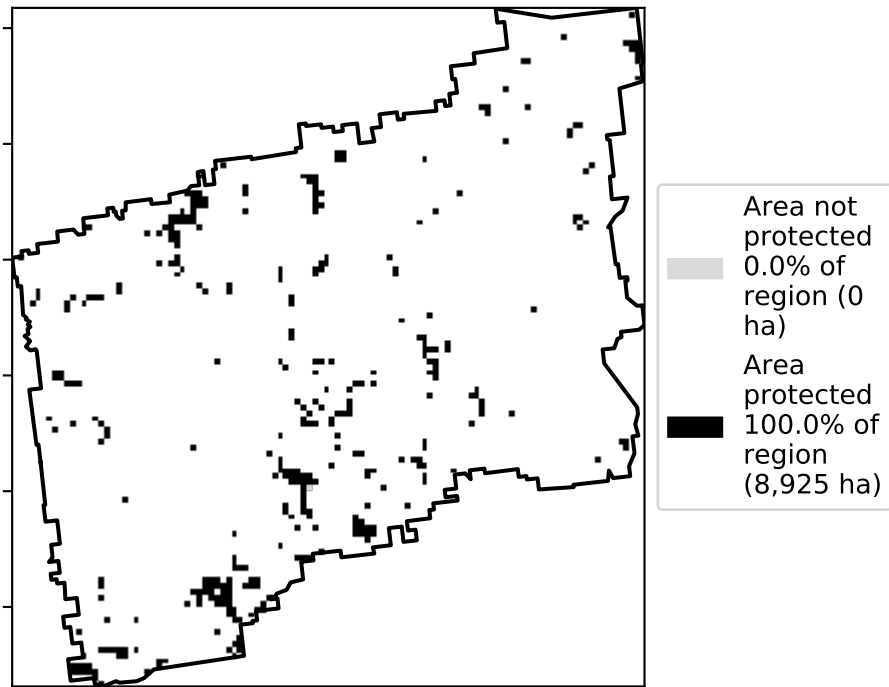 Area not
protected
0.0% of
region (0
ha)
Area
protected
100.0% of
region
(8,925 ha)